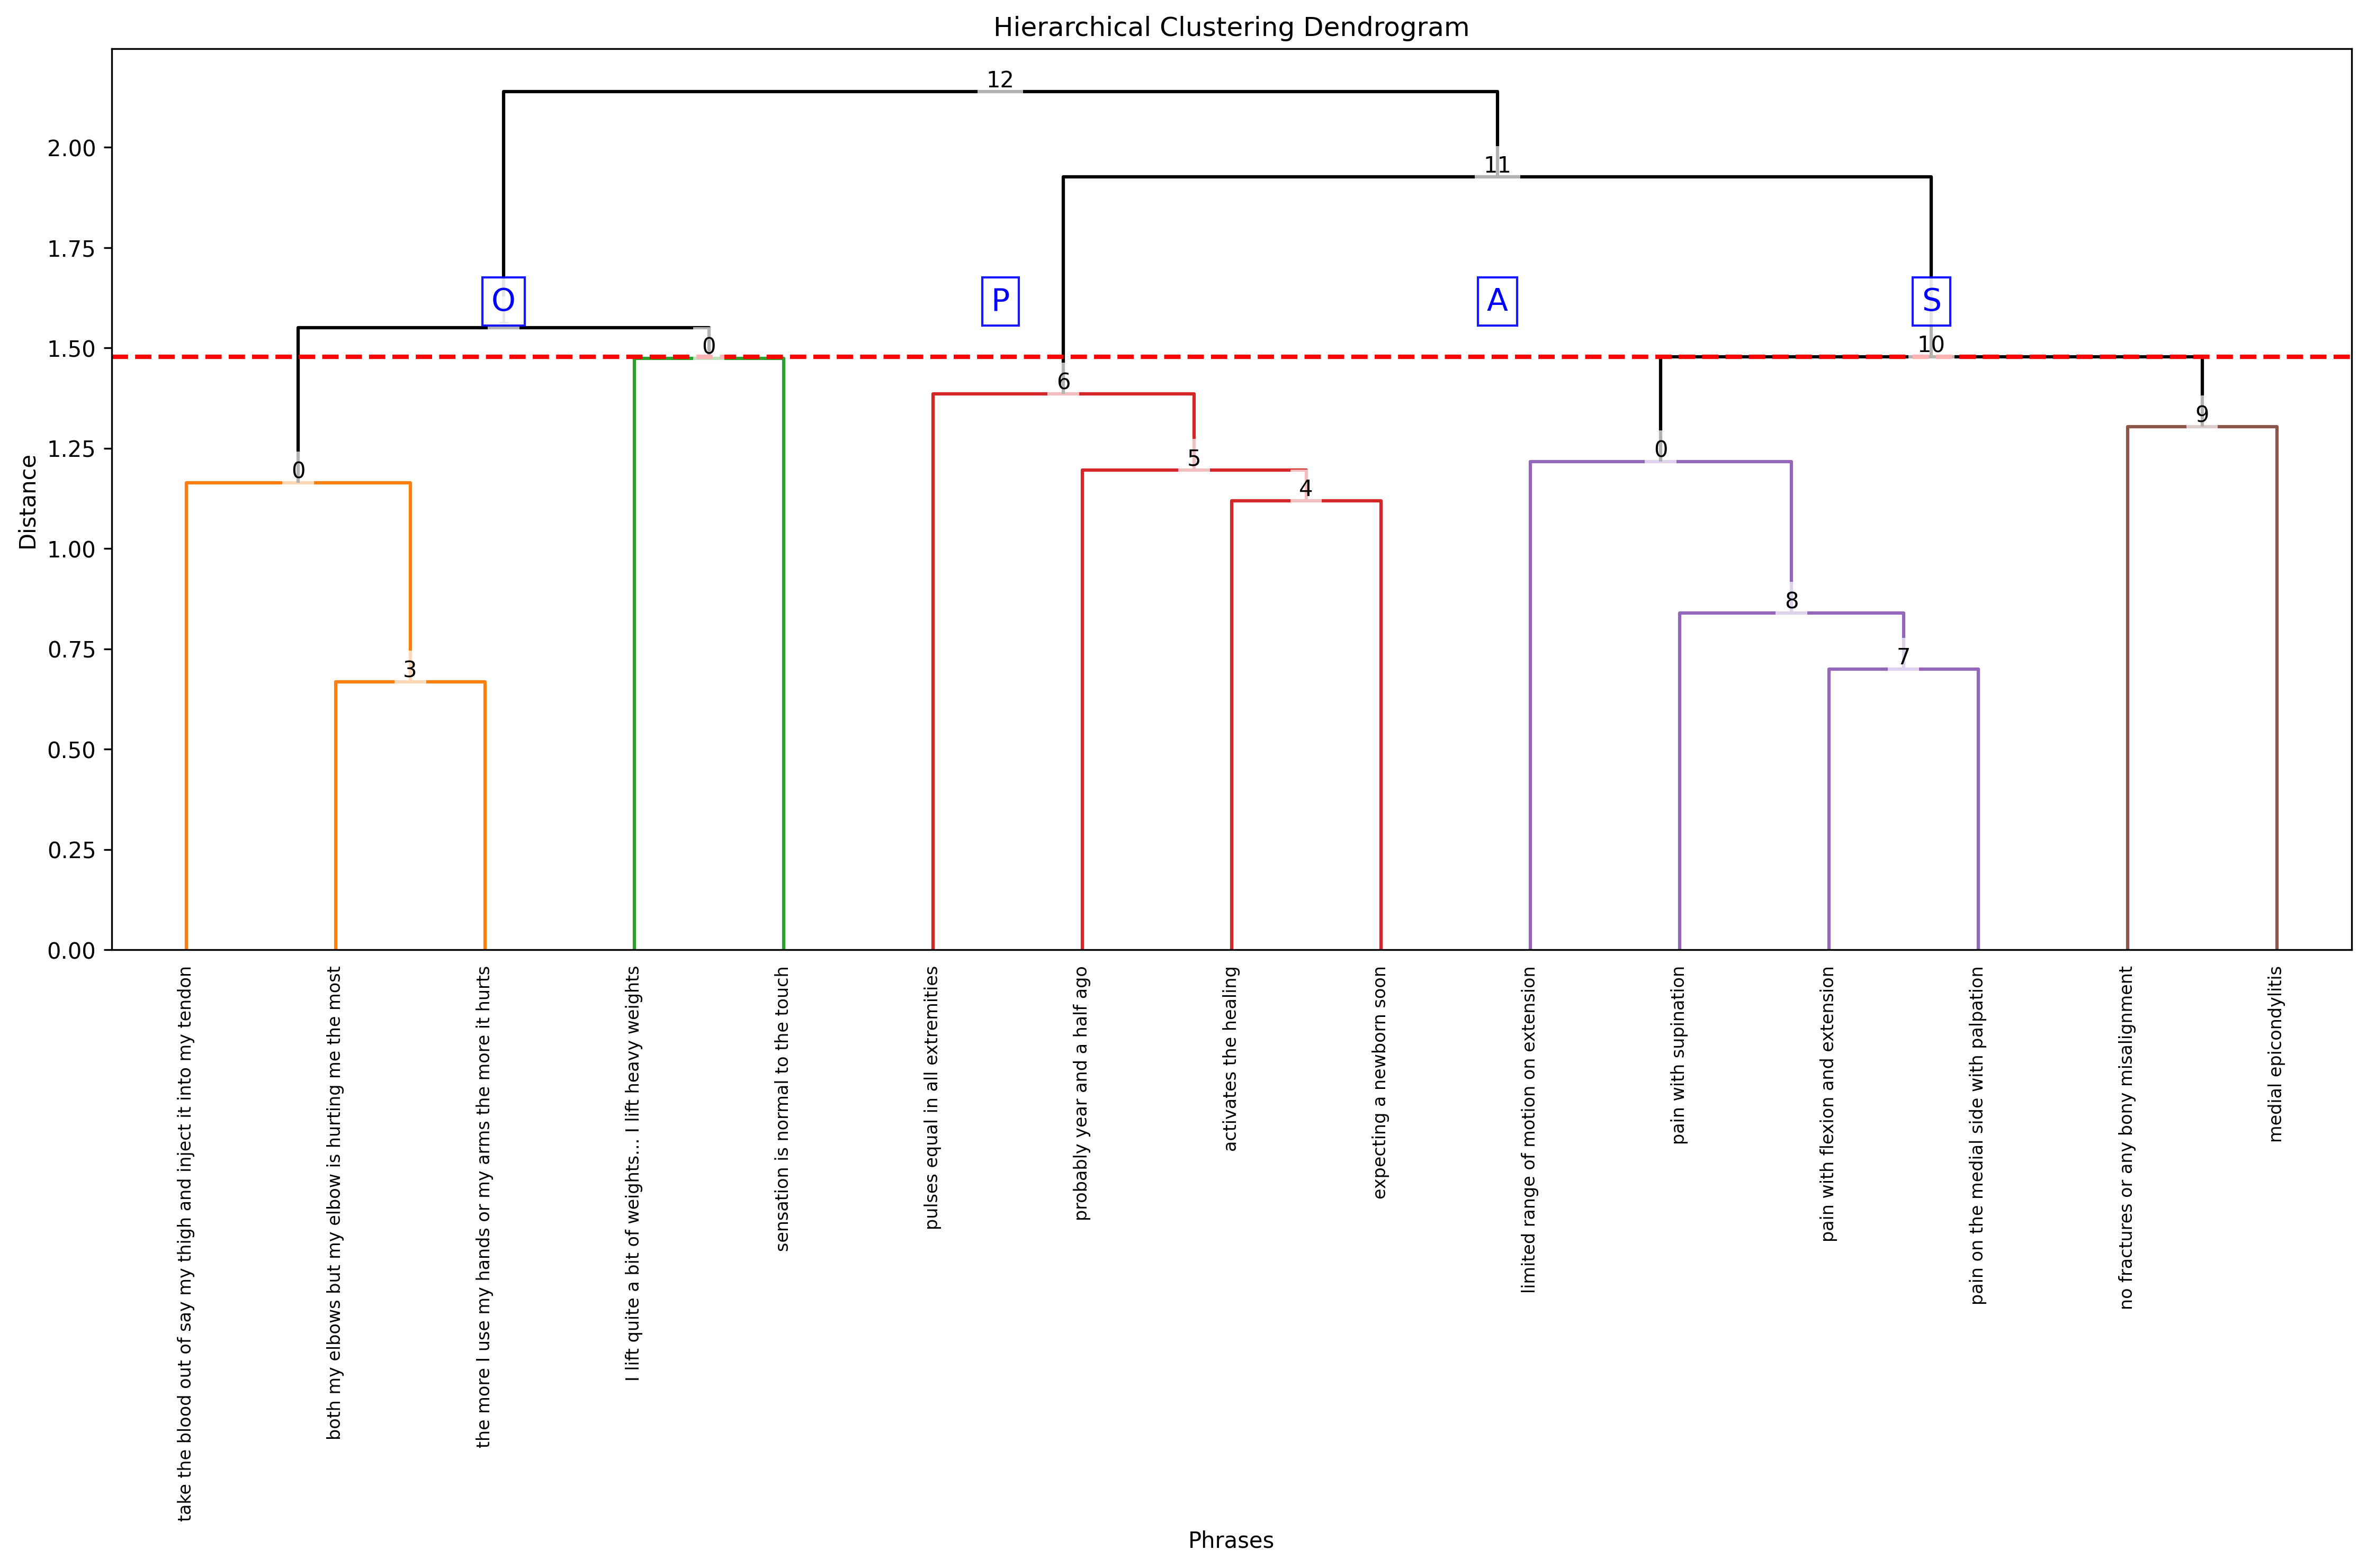 Hierarchical Clustering Dendrogram
12
2.00
11
1.75
O
P
A
S
1.50
0
10
6
9
1.25
0
5
0
4
Distance
1.00
8
0.75
3
7
0.50
0.25
0.00
take the blood out of say my thigh and inject it into my tendon
both my elbows but my elbow is hurting me the most
the more I use my hands or my arms the more it hurts
I lift quite a bit of weights... I lift heavy weights
sensation is normal to the touch
pulses equal in all extremities
probably year and a half ago
activates the healing
expecting a newborn soon
limited range of motion on extension
pain with supination
pain with flexion and extension
pain on the medial side with palpation
no fractures or any bony misalignment
medial epicondylitis
Phrases